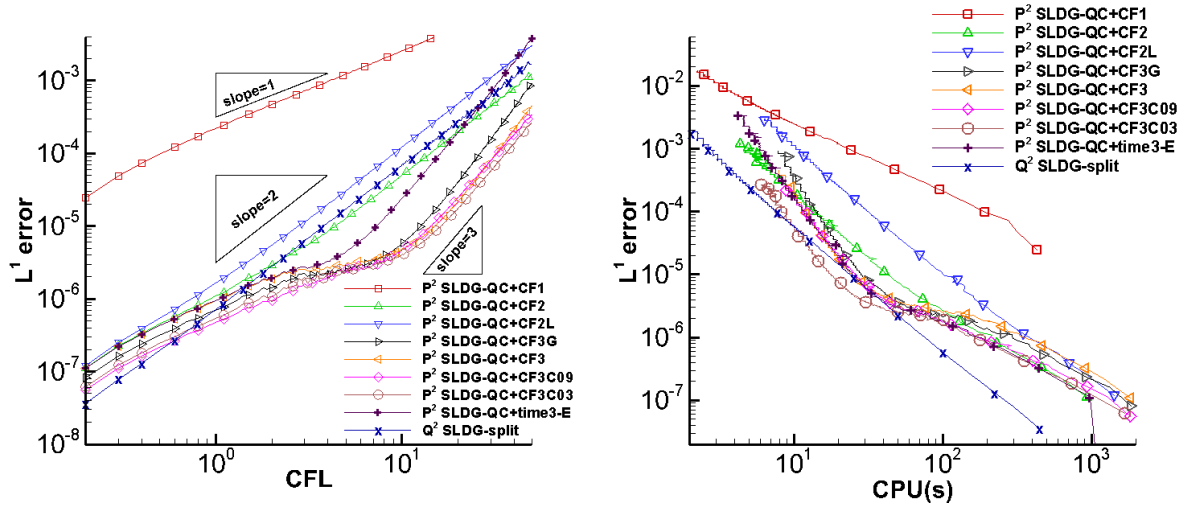 10⁻³
10⁻⁴
10⁻⁵
10⁻⁶
10⁻⁷
10⁻⁸
L¹ error
10⁰
10¹
CFL
slope=1
slope=2
slope=3
P² SLDG-QC+CF1
P² SLDG-QC+CF2
P² SLDG-QC+CF2L
P² SLDG-QC+CF3G
P² SLDG-QC+CF3
P² SLDG-QC+CF3C09
P² SLDG-QC+CF3C03
P² SLDG-QC+time3-E
Q² SLDG-split
P² SLDG-QC+CF1
P² SLDG-QC+CF2
P² SLDG-QC+CF2L
P² SLDG-QC+CF3G
P² SLDG-QC+CF3
P² SLDG-QC+CF3C09
P² SLDG-QC+CF3C03
P² SLDG-QC+time3-E
Q² SLDG-split
10⁻²
10⁻³
10⁻⁴
10⁻⁵
10⁻⁶
10⁻⁷
L¹ error
10¹
10²
10³
CPU(s)